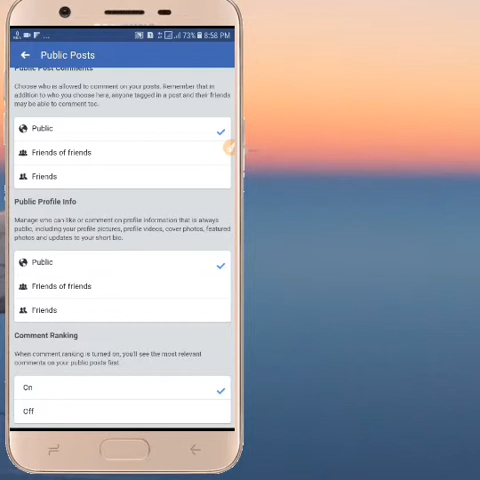 73% 8:58 PM
Public Posts
Public Post Comments
Choose who is allowed to comment on your posts. Remember that in
addition to who you choose here, anyone tagged in a post and their friends
may be able to comment too.
Public
Friends of friends
Friends
Public Profile Info
Manage who can like or comment on profile information that is always
public, including your profile pictures, profile videos, cover photos, featured
photos and updates to your short bio.
Public
Friends of friends
Friends
Comment Ranking
When comment ranking is turned on, you'll see the most relevant
comments on your public posts first.
On
Off